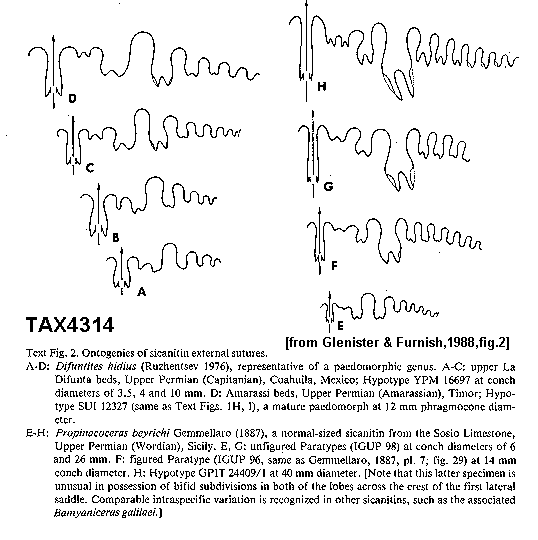 D
C
B
A
H
G
F
E
TAX4314
[from Glenister & Furnish,1988,fig.2]
Text Fig. 2. Ontogenies of sicanitin external sutures.
A-D: Difuntites hidius (Ruzhentsev 1976), representative of a paedomorphic genus. A-C: upper La
Difunta beds, Upper Permian (Capitanian), Coahuila, Mexico; Hypotype YPM 16697 at conch
diameters of 3.5, 4 and 10 mm. D: Amarassi beds, Upper Permian (Amarassian), Timor; Hypo-
type SUI 12327 (same as Text Figs. 1H, I), a mature paedomorph at 12 mm phragmocone diam-
eter.
E-H: Propinacoceras beyrichi Gemmellaro (1887), a normal-sized sicanitin from the Sosio Limestone,
Upper Permian (Wordian), Sicily. E, G: unfigured Paratypes (IGUP 98) at conch diameters of 6
and 26 mm. F: figured Paratype (IGUP 96, same as Gemmellaro, 1887, pl. 7; fig. 29) at 14 mm
conch diameter. H: Hypotype GPIT 24409/1 at 40 mm diameter. [Note that this latter specimen is
unusual in possession of bifid subdivisions in both of the lobes across the crest of the first lateral
saddle. Comparable intraspecific variation is recognized in other sicanitins, such as the associated
Bamyaniceras galilaei.]